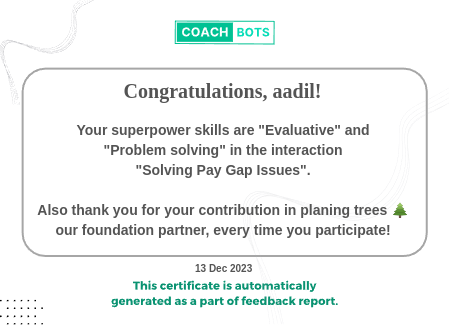 COACH BOTS
Congratulations, aadil!
Your superpower skills are "Evaluative" and
"Problem solving" in the interaction
"Solving Pay Gap Issues".
Also thank you for your contribution in planing trees 🌲
our foundation partner, every time you participate!
13 Dec 2023
This certificate is automatically
generated as a part of feedback report.